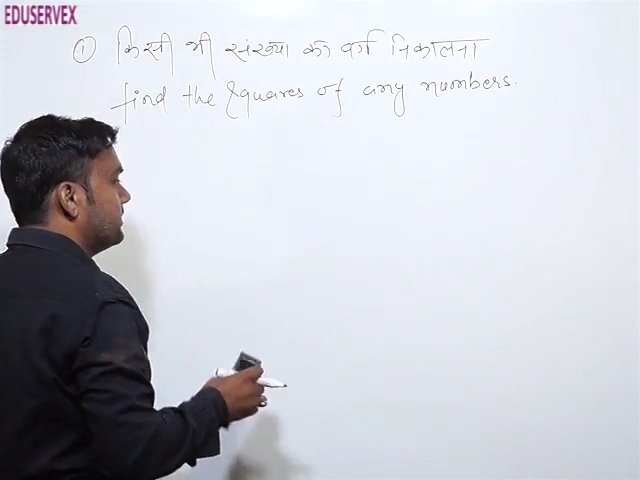 EDUSERVEX
① किसी भी संख्या का वर्ग निकालना
find the squares of any numbers.